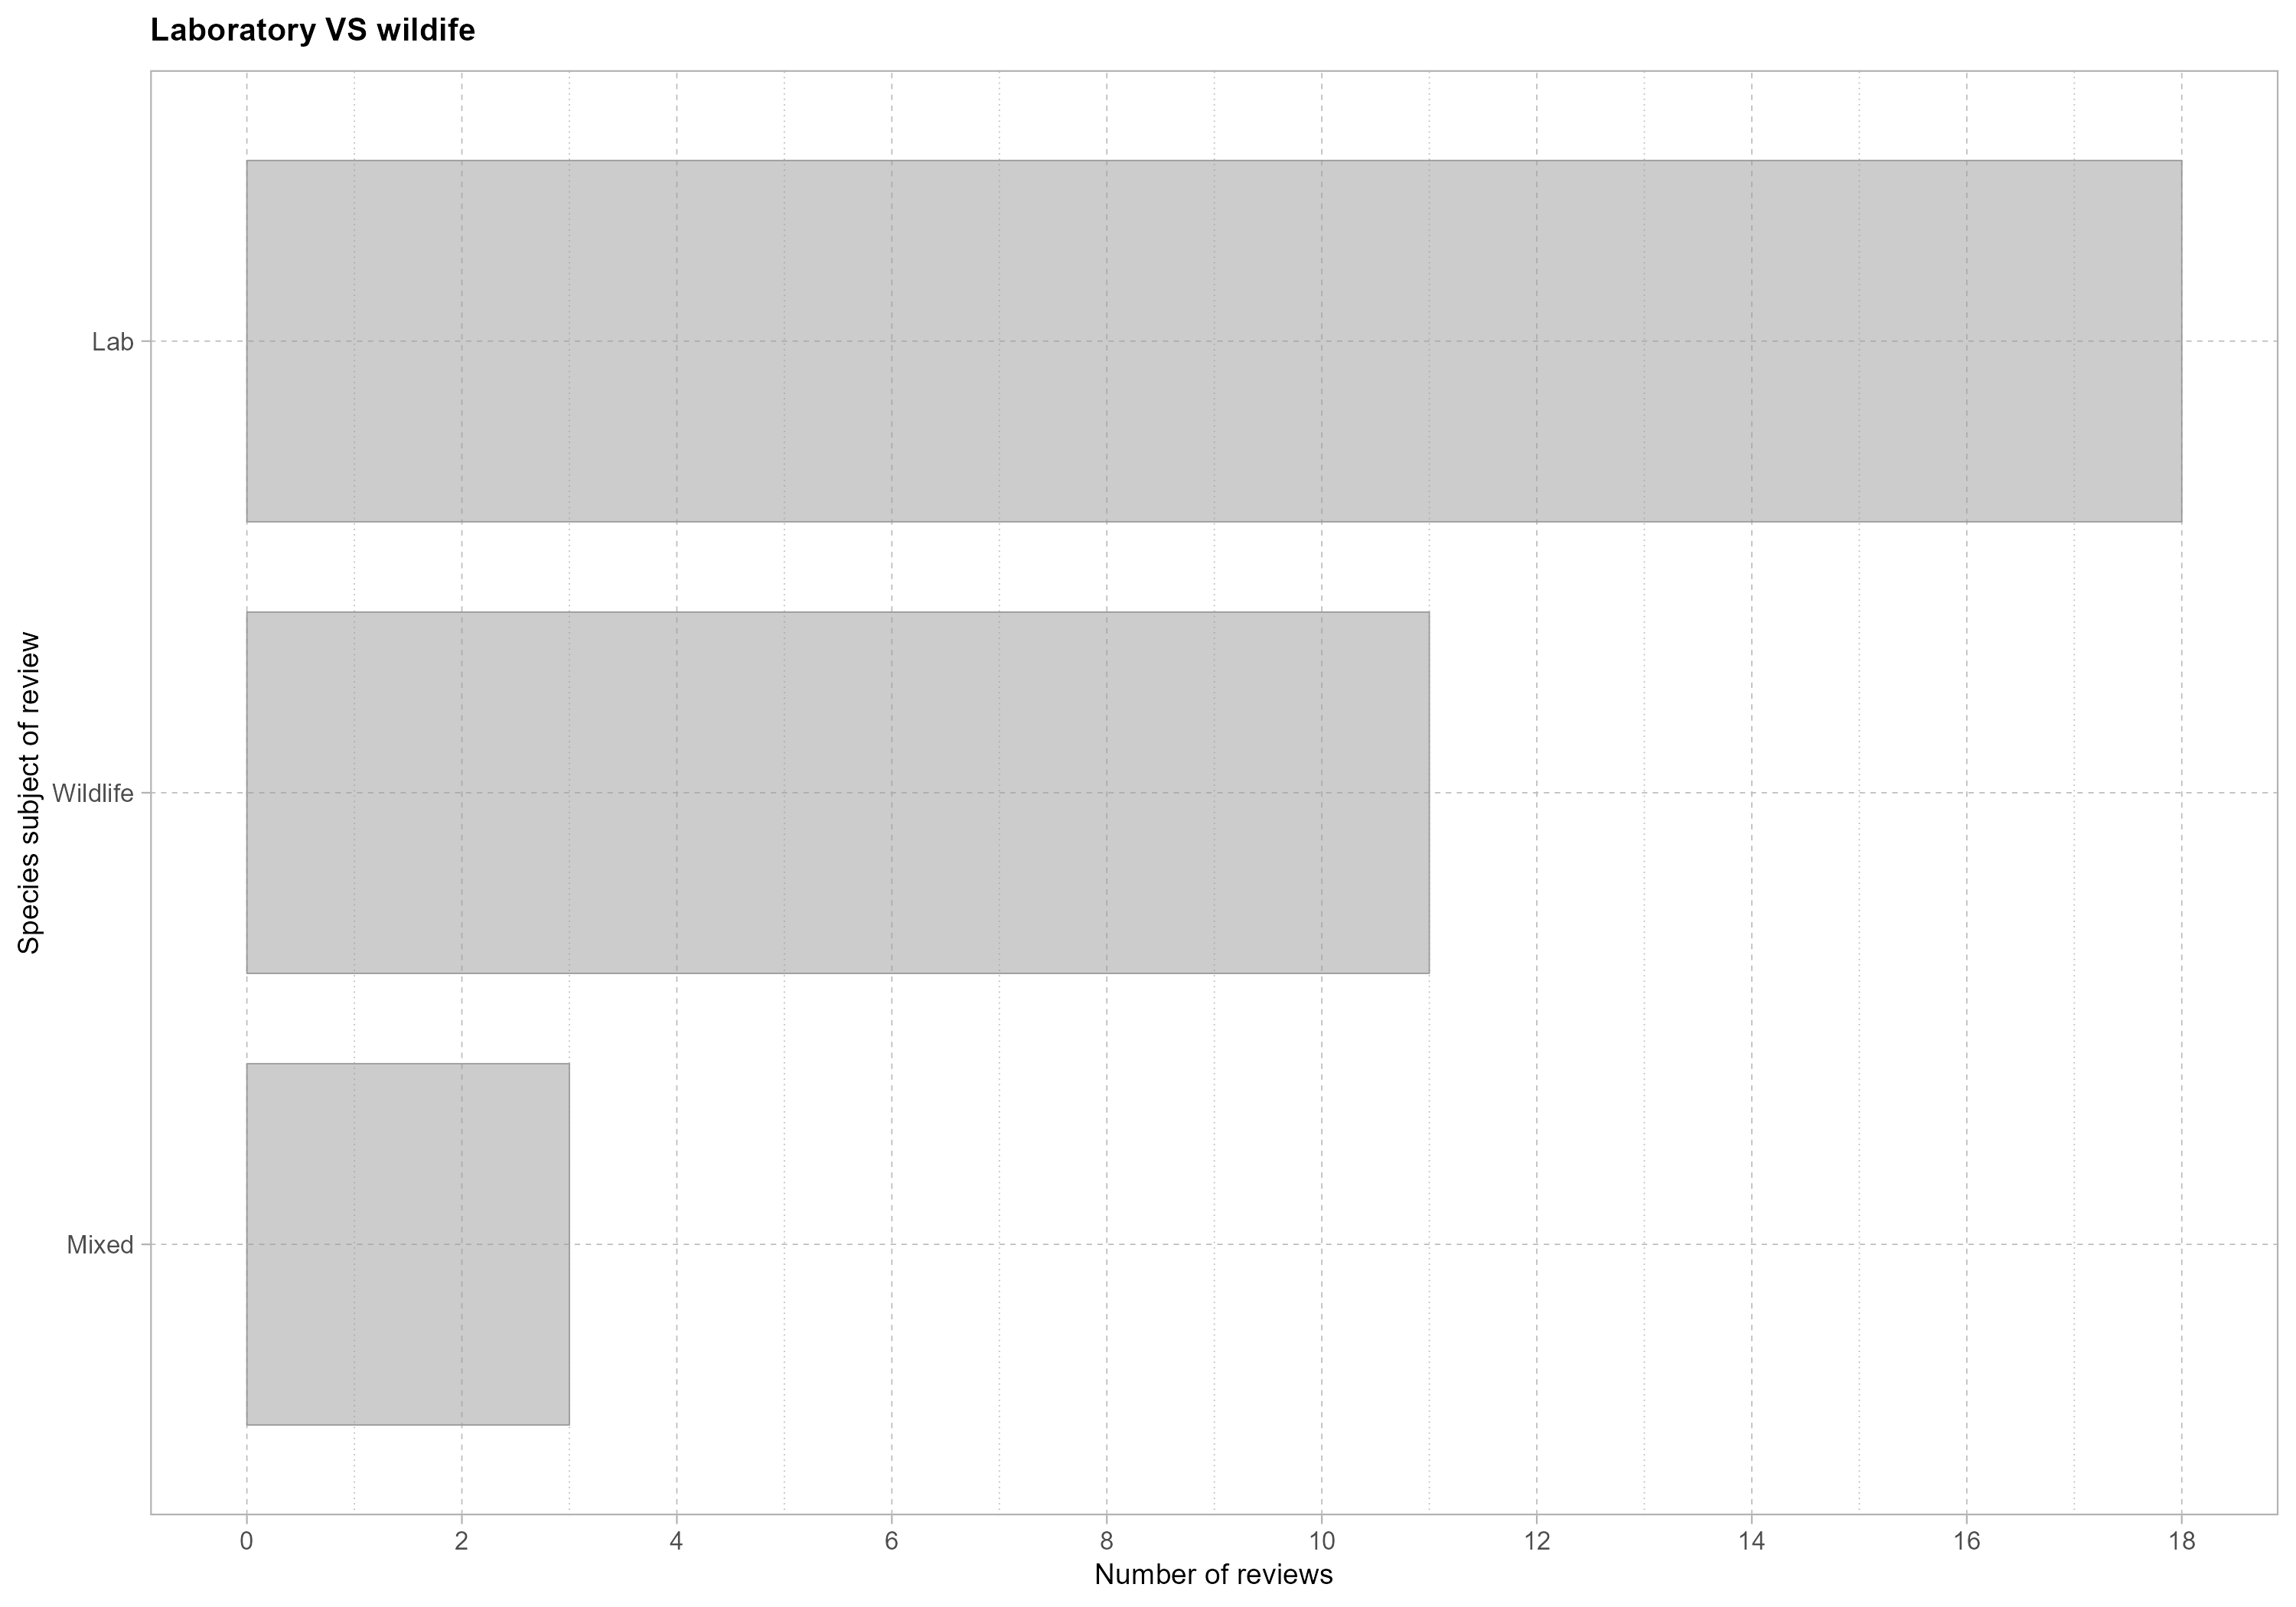 Laboratory VS wildife
Species subject of review
Lab
Wildlife
Mixed
0 2 4 6 8 10 12 14 16 18
Number of reviews